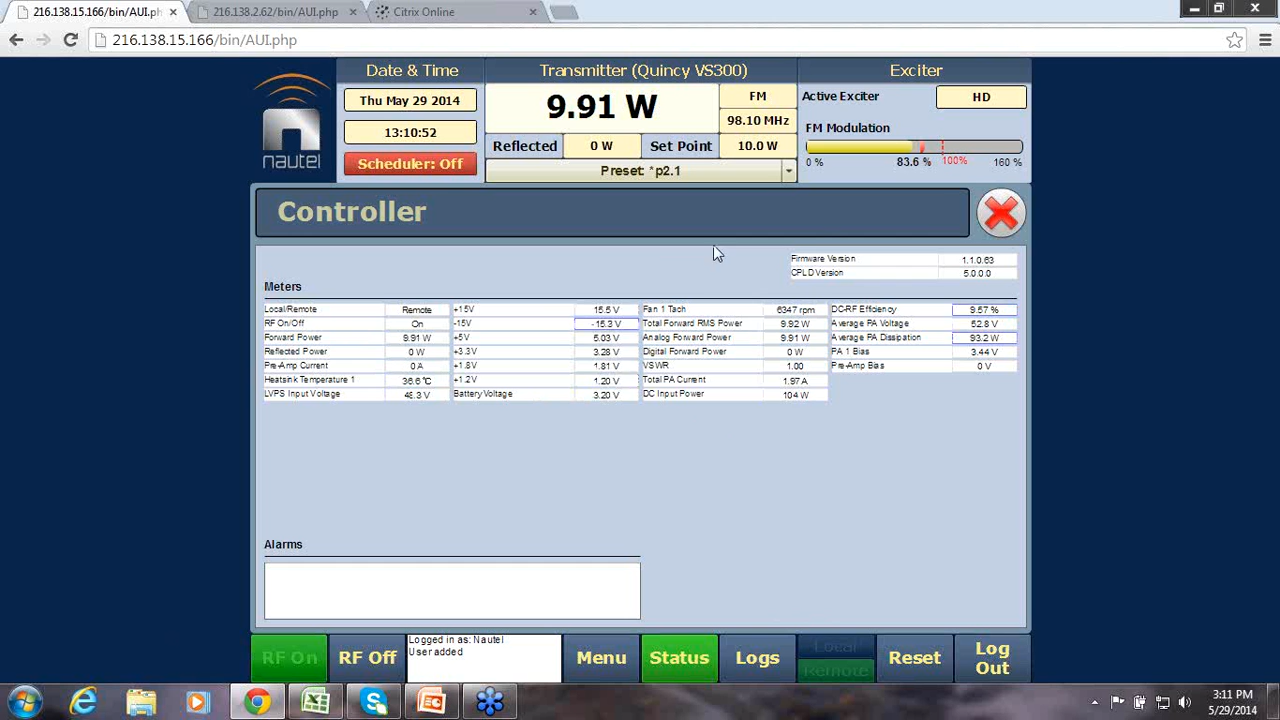 216.138.15.166/bin/AUI.ph
216.138.2.62/bin/AUI.php
Citrix Online
216.138.15.166/bin/AUI.php
nautel
Date & Time
Thu May 29 2014
13:10:52
Scheduler: Off
Transmitter (Quincy VS300)
9.91 W
FM
98.10 MHz
Reflected 0 W Set Point 10.0 W
Preset: *p2.1
Exciter
Active Exciter HD
FM Modulation
0 % 83.6 % 100% 160 %
Controller
Firmware Version 1.1.0.63
CPLD Version 5.0.0.0
Meters
Local/Remote Remote +15V 15.5 V Fan 1 Tach 6347 rpm DC-RF Efficiency 9.57 %
RF On/Off On -15V -15.3 V Total Forward RMS Power 9.92 W Average PA Voltage 52.8 V
Forward Power 9.91 W +5V 5.03 V Analog Forward Power 9.91 W Average PA Dissipation 93.2 W
Reflected Power 0 W +3.3V 3.28 V Digital Forward Power 0 W PA 1 Bias 3.44 V
Pre-Amp Current 0 A +1.8V 1.81 V VSWR 1.00 Pre-Amp Bias 0 V
Heatsink Temperature 1 36.6 °C +1.2V 1.20 V Total PA Current 1.97 A
LVPS Input Voltage 48.3 V Battery Voltage 3.20 V DC Input Power 104 W
Alarms
RF On
RF Off
Logged in as: Nautel
User added
Menu
Status
Logs
Local
Remote
Reset
Log
Out
3:11 PM
5/29/2014